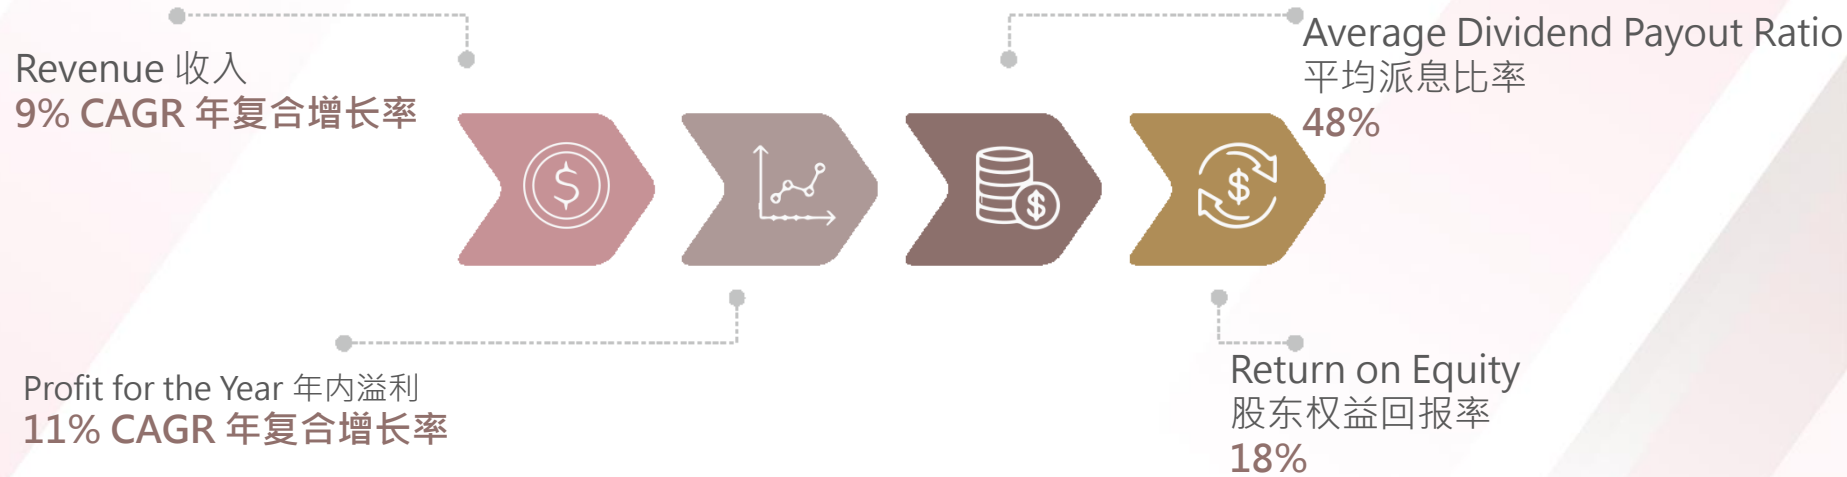 Revenue 收入
9% CAGR 年复合增长率
Average Dividend Payout Ratio
平均派息比率
48%
$
$
$
Profit for the Year 年内溢利
11% CAGR 年复合增长率
Return on Equity
股东权益回报率
18%